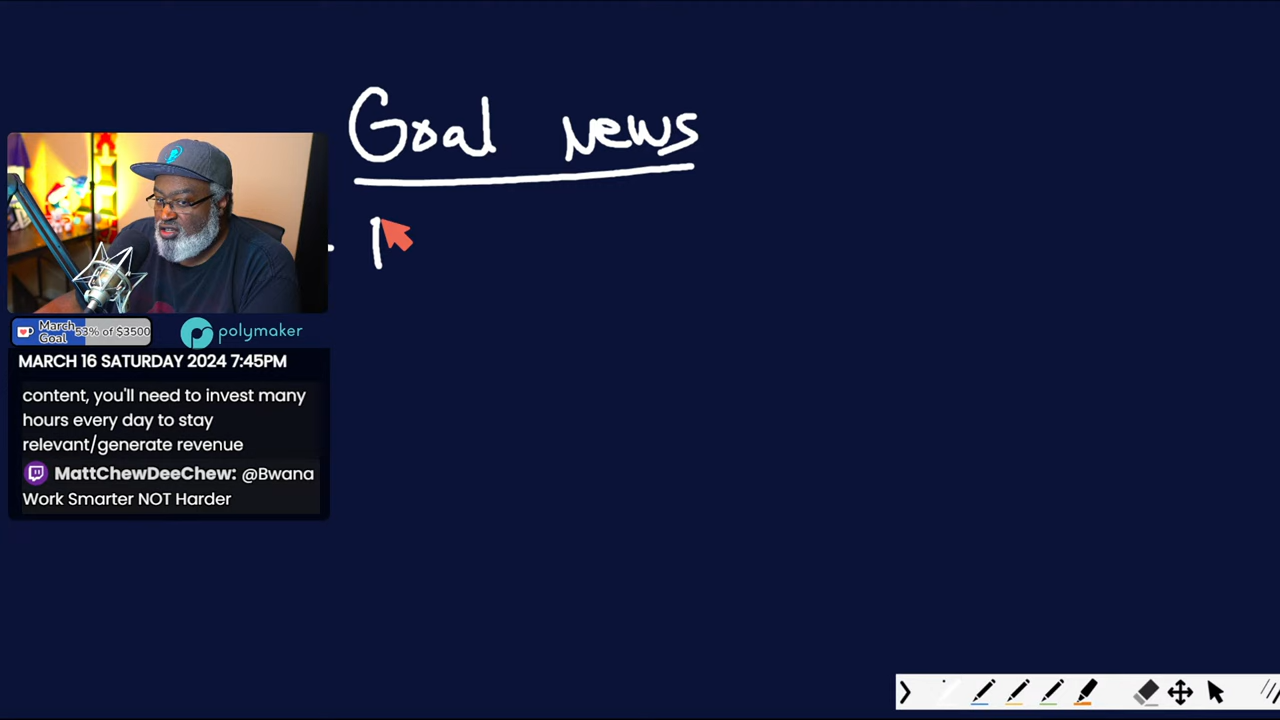 Goal news
March
Goal
53% of $3500
polymaker
MARCH 16 SATURDAY 2024 7:45PM
content, you'll need to invest many
hours every day to stay
relevant/generate revenue
MattChewDeeChew: @Bwana
Work Smarter NOT Harder